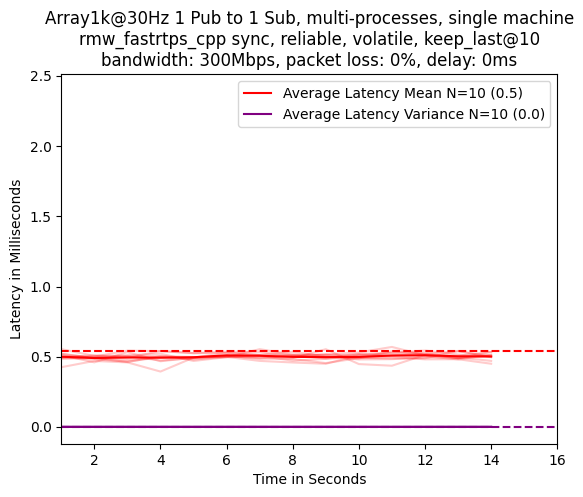 Array1k@30Hz 1 Pub to 1 Sub, multi-processes, single machine
rmw_fastrtps_cpp sync, reliable, volatile, keep_last@10
bandwidth: 300Mbps, packet loss: 0%, delay: 0ms
Average Latency Mean N=10 (0.5)
Average Latency Variance N=10 (0.0)
Latency in Milliseconds
2.5
2.0
1.5
1.0
0.5
0.0
2 4 6 8 10 12 14 16
Time in Seconds